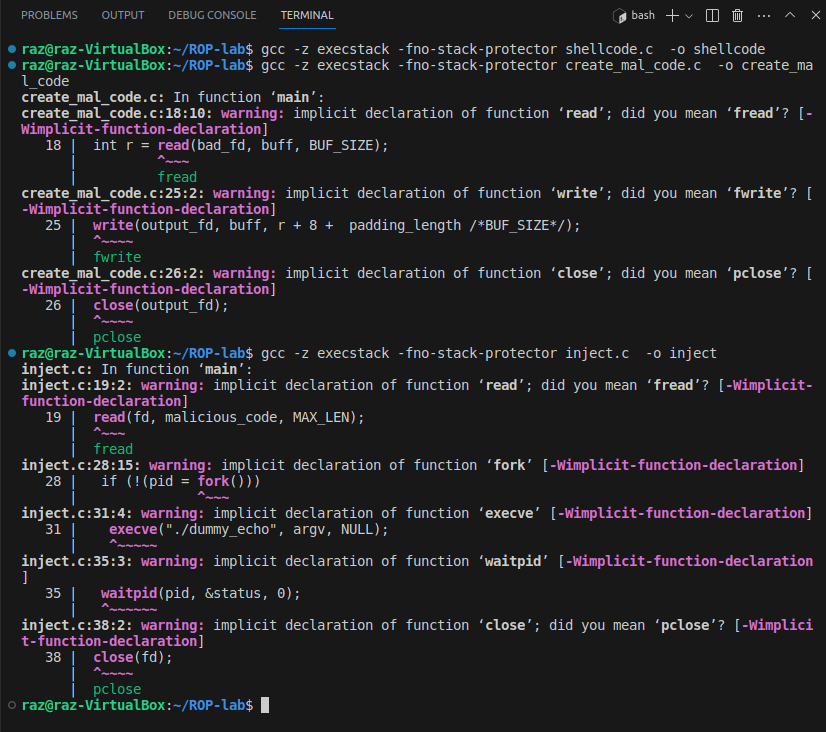 PROBLEMS OUTPUT DEBUG CONSOLE TERMINAL bash
raz@raz-VirtualBox:~/ROP-lab$ gcc -z execstack -fno-stack-protector shellcode.c  -o shellcode
raz@raz-VirtualBox:~/ROP-lab$ gcc -z execstack -fno-stack-protector create_mal_code.c  -o create_ma
l_code
create_mal_code.c: In function ‘main’:
create_mal_code.c:18:10: warning: implicit declaration of function ‘read’; did you mean ‘fread’? [-
Wimplicit-function-declaration]
   18 |  int r = read(bad_fd, buff, BUF_SIZE);
      |          ^~~~
      |          fread
create_mal_code.c:25:2: warning: implicit declaration of function ‘write’; did you mean ‘fwrite’? [
-Wimplicit-function-declaration]
   25 |  write(output_fd, buff, r + 8 +  padding_length /*BUF_SIZE*/);
      |  ^~~~~
      |  fwrite
create_mal_code.c:26:2: warning: implicit declaration of function ‘close’; did you mean ‘pclose’? [
-Wimplicit-function-declaration]
   26 |  close(output_fd);
      |  ^~~~~
      |  pclose
raz@raz-VirtualBox:~/ROP-lab$ gcc -z execstack -fno-stack-protector inject.c  -o inject
inject.c: In function ‘main’:
inject.c:19:2: warning: implicit declaration of function ‘read’; did you mean ‘fread’? [-Wimplicit-
function-declaration]
   19 |  read(fd, malicious_code, MAX_LEN);
      |  ^~~~
      |  fread
inject.c:28:15: warning: implicit declaration of function ‘fork’ [-Wimplicit-function-declaration]
   28 |   if (!(pid = fork()))
      |               ^~~~
inject.c:31:4: warning: implicit declaration of function ‘execve’ [-Wimplicit-function-declaration]
   31 |    execve("./dummy_echo", argv, NULL);
      |    ^~~~~~
inject.c:35:3: warning: implicit declaration of function ‘waitpid’ [-Wimplicit-function-declaration
]
   35 |   waitpid(pid, &status, 0);
      |   ^~~~~~~
inject.c:38:2: warning: implicit declaration of function ‘close’; did you mean ‘pclose’? [-Wimplici
t-function-declaration]
   38 |  close(fd);
      |  ^~~~~
      |  pclose
raz@raz-VirtualBox:~/ROP-lab$